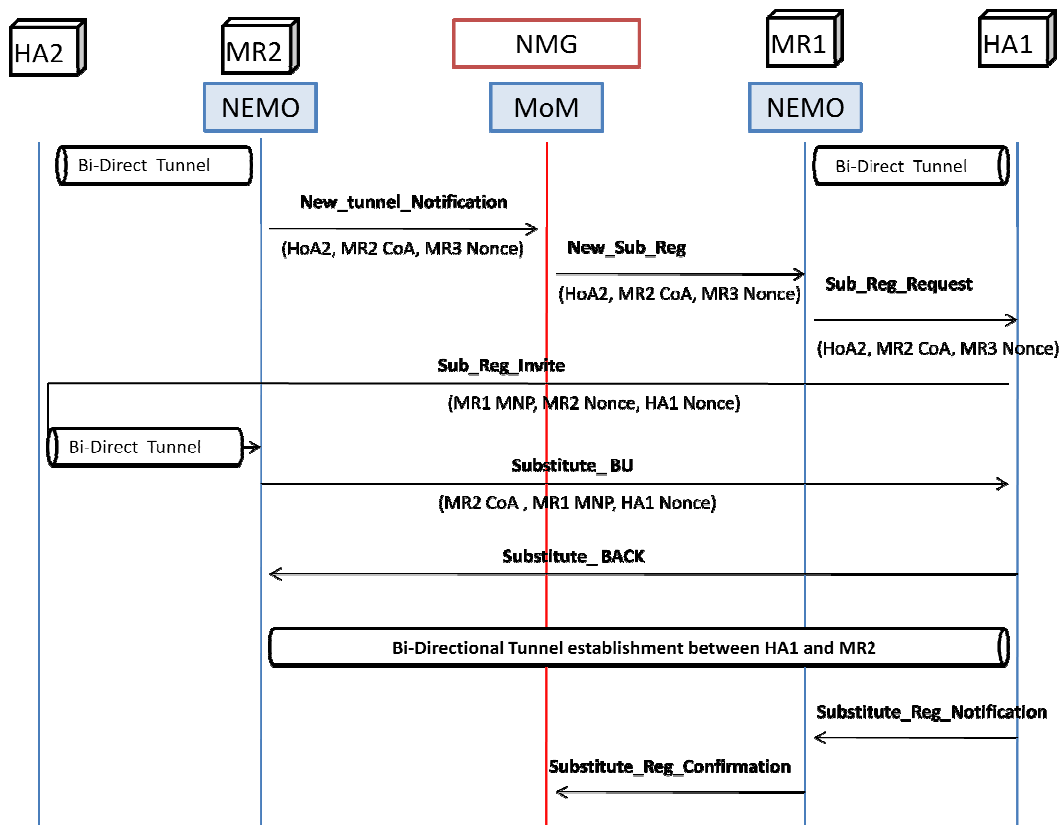 HA2
MR2
NMG
MR1
HA1
NEMO
MoM
NEMO
Bi-Direct Tunnel
Bi-Direct Tunnel
New_tunnel_Notification
(HoA2, MR2 CoA, MR3 Nonce)
New_Sub_Reg
(HoA2, MR2 CoA, MR3 Nonce)
Sub_Reg_Request
(HoA2, MR2 CoA, MR3 Nonce)
Sub_Reg_Invite
(MR1 MNP, MR2 Nonce, HA1 Nonce)
Bi-Direct Tunnel
Substitute_ BU
(MR2 CoA , MR1 MNP, HA1 Nonce)
Substitute_ BACK
Bi-Directional Tunnel establishment between HA1 and MR2
Substitute_Reg_Notification
Substitute_Reg_Confirmation